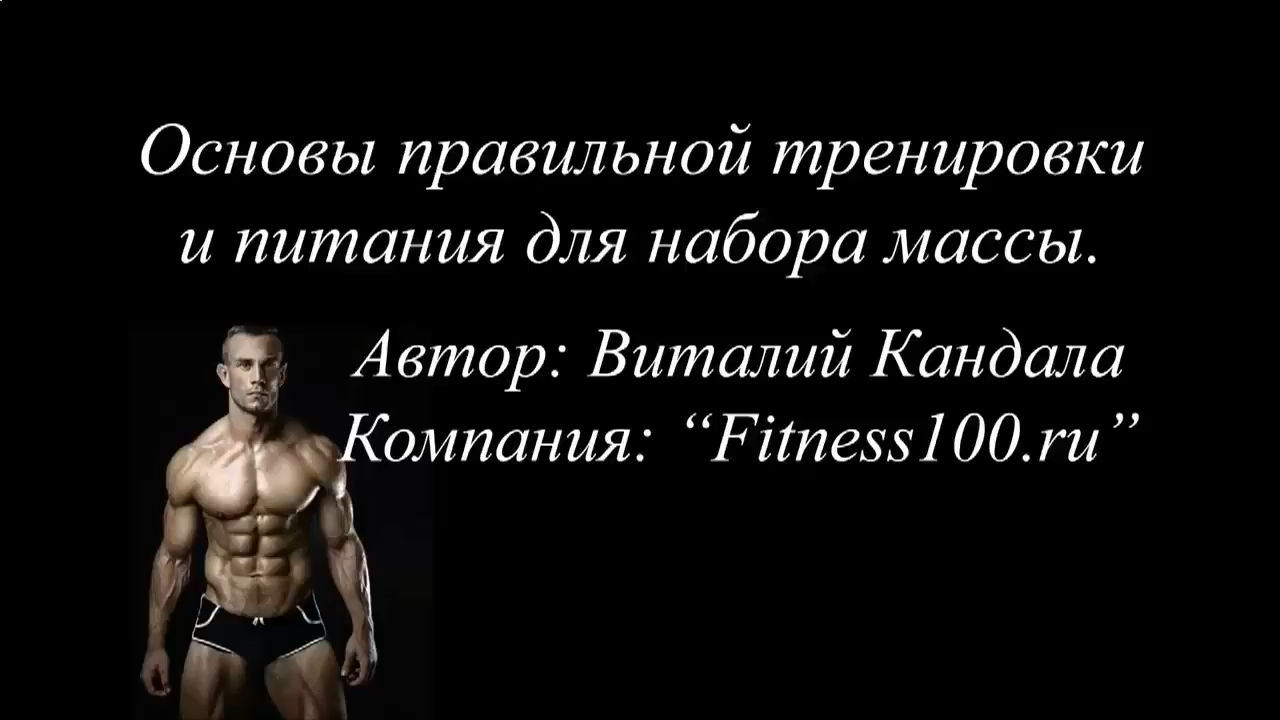 Основы правильной тренировки
и питания для набора массы.
Автор: Виталий Кандала
Компания: “Fitness100.ru”